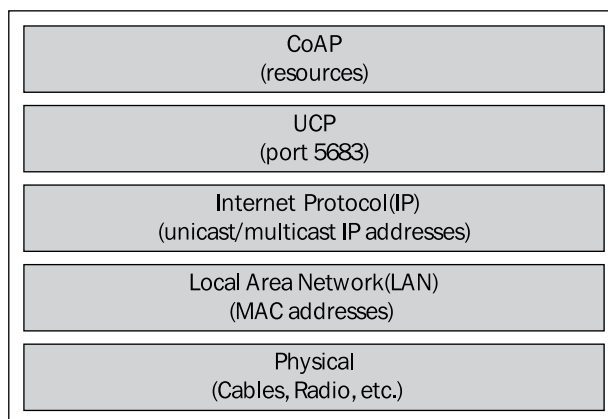 CoAP
(resources)
UCP
(port 5683)
Internet Protocol(IP)
(unicast/multicast IP addresses)
Local Area Network(LAN)
(MAC addresses)
Physical
(Cables, Radio, etc.)